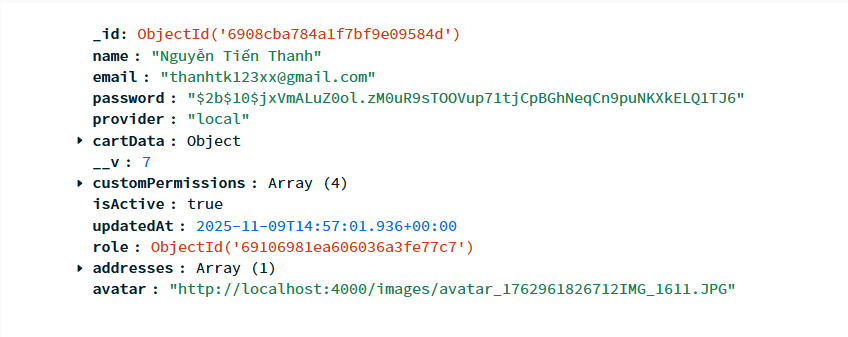 _id: ObjectId('6908cba784a1f7bf9e09584d')
name : "Nguyễn Tiến Thanh"
email : "thanhtk123xx@gmail.com"
password : "$2b$10$jxVmALuZ0ol.zM0uR9sTOOVup71tjCpBGhNeqCn9puNKXkELQ1TJ6"
provider : "local"
cartData : Object
__v : 7
customPermissions : Array (4)
isActive : true
updatedAt : 2025-11-09T14:57:01.936+00:00
role : ObjectId('69106981ea606036a3fe77c7')
addresses : Array (1)
avatar : "http://localhost:4000/images/avatar_1762961826712IMG_1611.JPG"